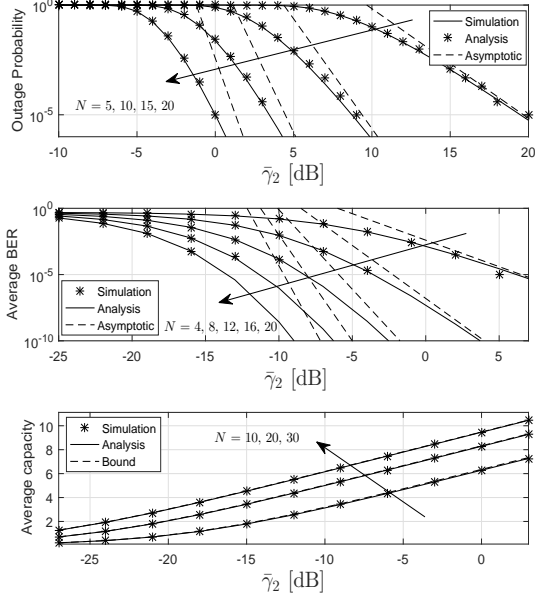 10^0
10^-5
Outage Probability
Simulation
Analysis
Asymptotic
N = 5, 10, 15, 20
-10 -5 0 5 10 15 20
γ̄₂ [dB]
10^0
10^-5
10^-10
Average BER
Simulation
Analysis
Asymptotic
N = 4, 8, 12, 16, 20
-25 -20 -15 -10 -5 0 5
γ̄₂ [dB]
10
8
6
4
2
Average capacity
Simulation
Analysis
Bound
N = 10, 20, 30
-25 -20 -15 -10 -5 0
γ̄₂ [dB]